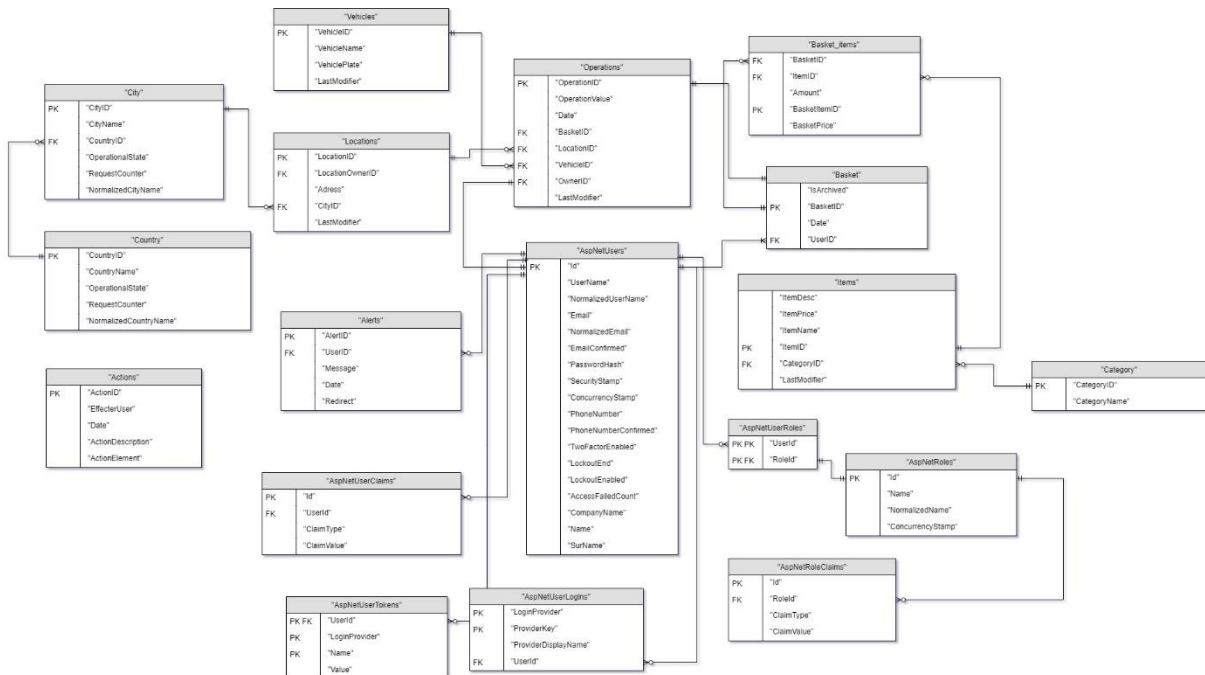 "Vehicles"
PK "VehicleID"
"VehicleName"
"VehiclePlate"
"LastModifier"
"Operations"
PK "OperationID"
"OperationValue"
"Date"
FK "BasketID"
FK "LocationID"
FK "VehicleID"
FK "OwnerID"
"LastModifier"
"Basket_items"
FK "BasketID"
FK "ItemID"
"Amount"
PK "BasketItemID"
"BasketPrice"
"City"
PK "CityID"
"CityName"
FK "CountryID"
"OperationalState"
"RequestCounter"
"NormalizedCityName"
"Locations"
PK "LocationID"
FK "LocationOwnerID"
"Adress"
FK "CityID"
"LastModifier"
"Basket"
"IsArchived"
PK "BasketID"
"Date"
FK "UserID"
"Country"
PK "CountryID"
"CountryName"
"OperationalState"
"RequestCounter"
"NormalizedCountryName"
"AspNetUsers"
PK "Id"
"UserName"
"NormalizedUserName"
"Email"
"NormalizedEmail"
"EmailConfirmed"
"PasswordHash"
"SecurityStamp"
"ConcurrencyStamp"
"PhoneNumber"
"PhoneNumberConfirmed"
"TwoFactorEnabled"
"LockoutEnd"
"LockoutEnabled"
"AccessFailedCount"
"CompanyName"
"Name"
"SurName"
"Items"
"ItemDesc"
"ItemPrice"
"ItemName"
PK "ItemID"
FK "CategoryID"
"LastModifier"
"Alerts"
PK "AlertID"
FK "UserID"
"Message"
"Date"
"Redirect"
"Category"
PK "CategoryID"
"CategoryName"
"Actions"
PK "ActionID"
"EffecterUser"
"Date"
"ActionDescription"
"ActionElement"
"AspNetUserRoles"
PK PK "UserId"
PK FK "RoleId"
"AspNetRoles"
PK "Id"
"Name"
"NormalizedName"
"ConcurrencyStamp"
"AspNetUserClaims"
PK "Id"
FK "UserId"
"ClaimType"
"ClaimValue"
"AspNetRoleClaims"
PK "Id"
FK "RoleId"
"ClaimType"
"ClaimValue"
"AspNetUserTokens"
PK FK "UserId"
PK "LoginProvider"
PK "Name"
"Value"
"AspNetUserLogins"
PK "LoginProvider"
PK "ProviderKey"
"ProviderDisplayName"
FK "UserId"